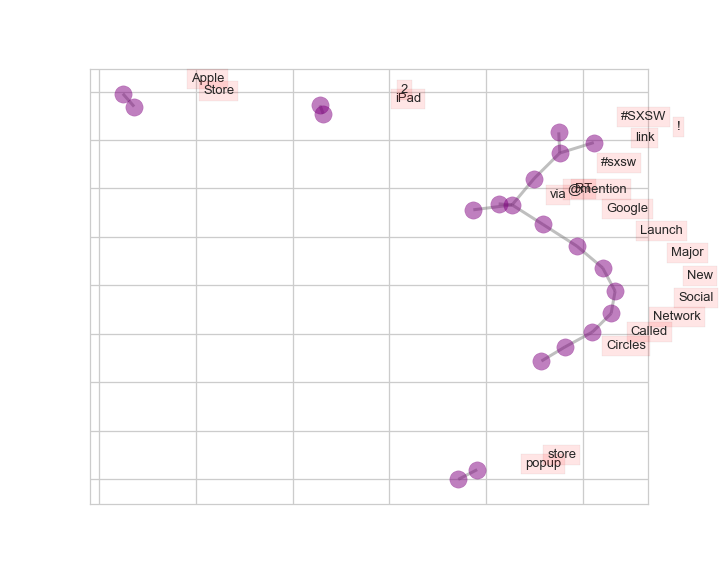 Apple
Store
2
iPad
#SXSW
!
link
#sxsw
RT
@mention
via
Google
Launch
Major
New
Social
Network
Called
Circles
store
popup